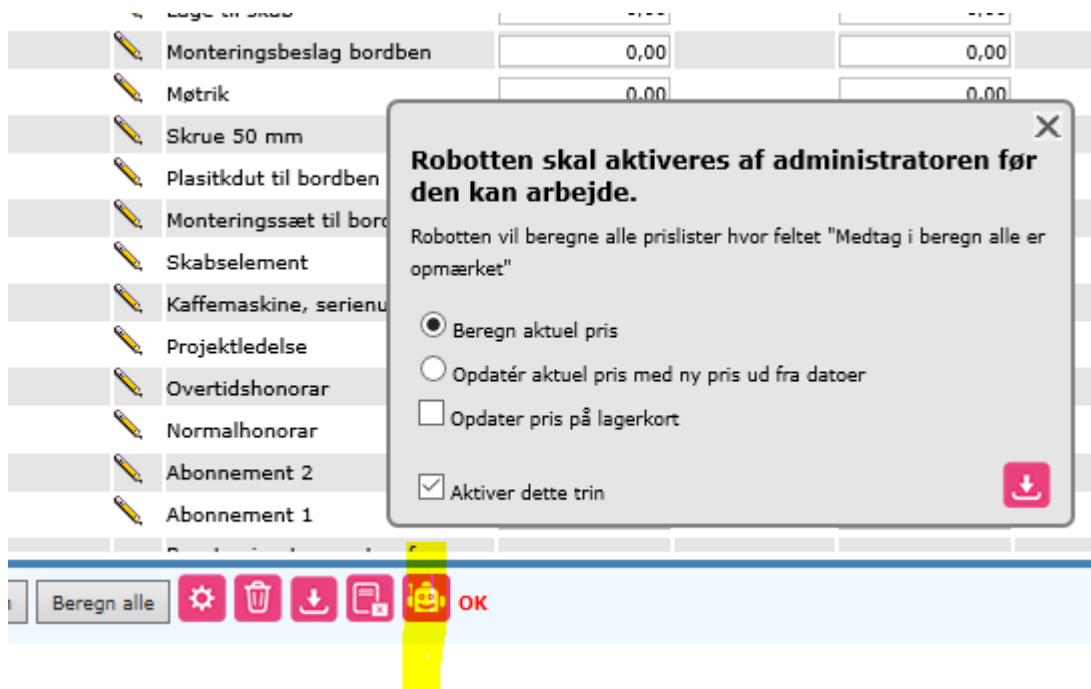 Monteringsbeslag bordben 0,00 0,00
Møtrik 0,00 0,00
Skrue 50 mm
Plasitkdut til bordben
Monteringssæt til bord
Skabselement
Kaffemaskine, serienu
Projektledelse
Overtidshonorar
Normalhonorar
Abonnement 2
Abonnement 1
Robotten skal aktiveres af administratoren før
den kan arbejde.
Robotten vil beregne alle prislister hvor feltet "Medtag i beregn alle er
opmærket"
Beregn aktuel pris
Opdatér aktuel pris med ny pris ud fra datoer
Opdater pris på lagerkort
Aktiver dette trin
Beregn alle OK